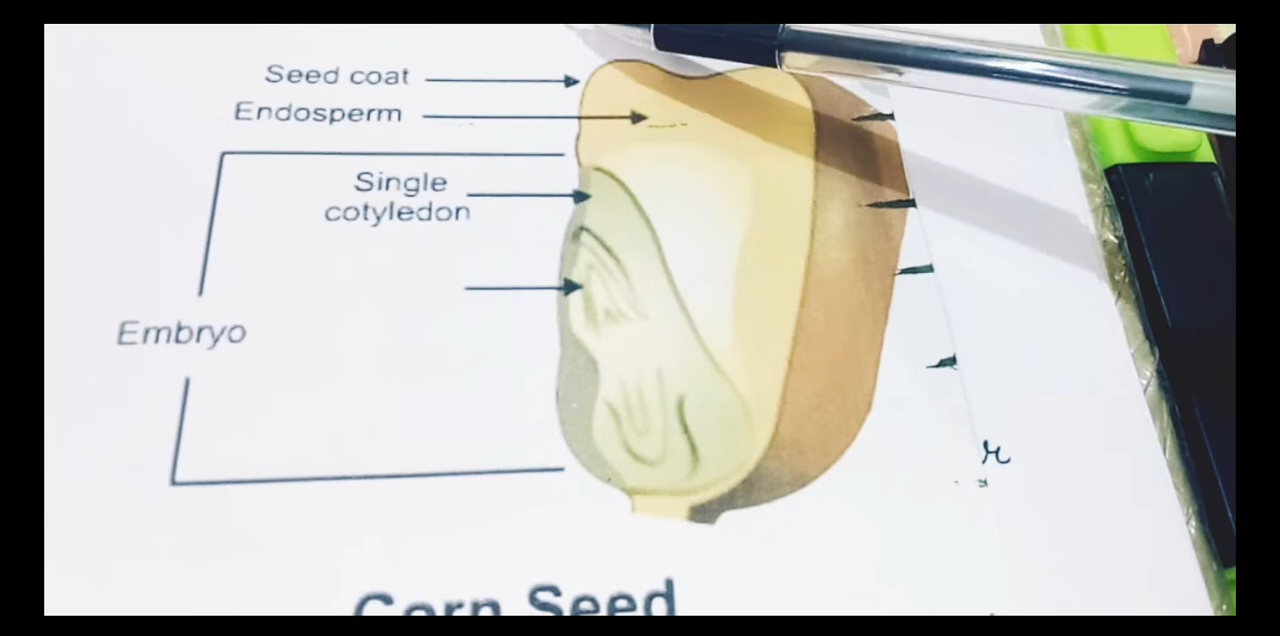 Seed coat
Endosperm
Single
cotyledon
Embryo
r
Corn Seed